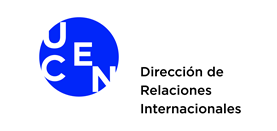 UCEN
Dirección de
Relaciones
Internacionales